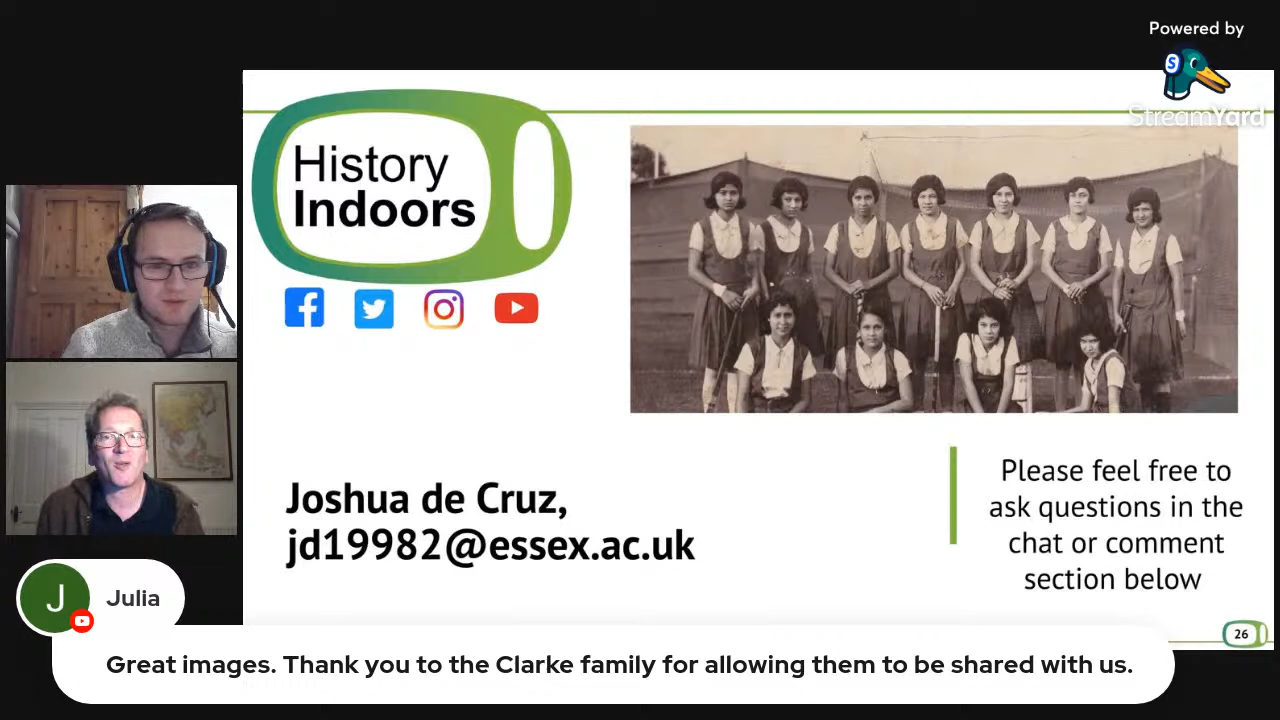 Powered by
StreamYard
History
Indoors
Joshua de Cruz,
jd19982@essex.ac.uk
Please feel free to
ask questions in the
chat or comment
section below
26
J
Julia
Great images. Thank you to the Clarke family for allowing them to be shared with us.